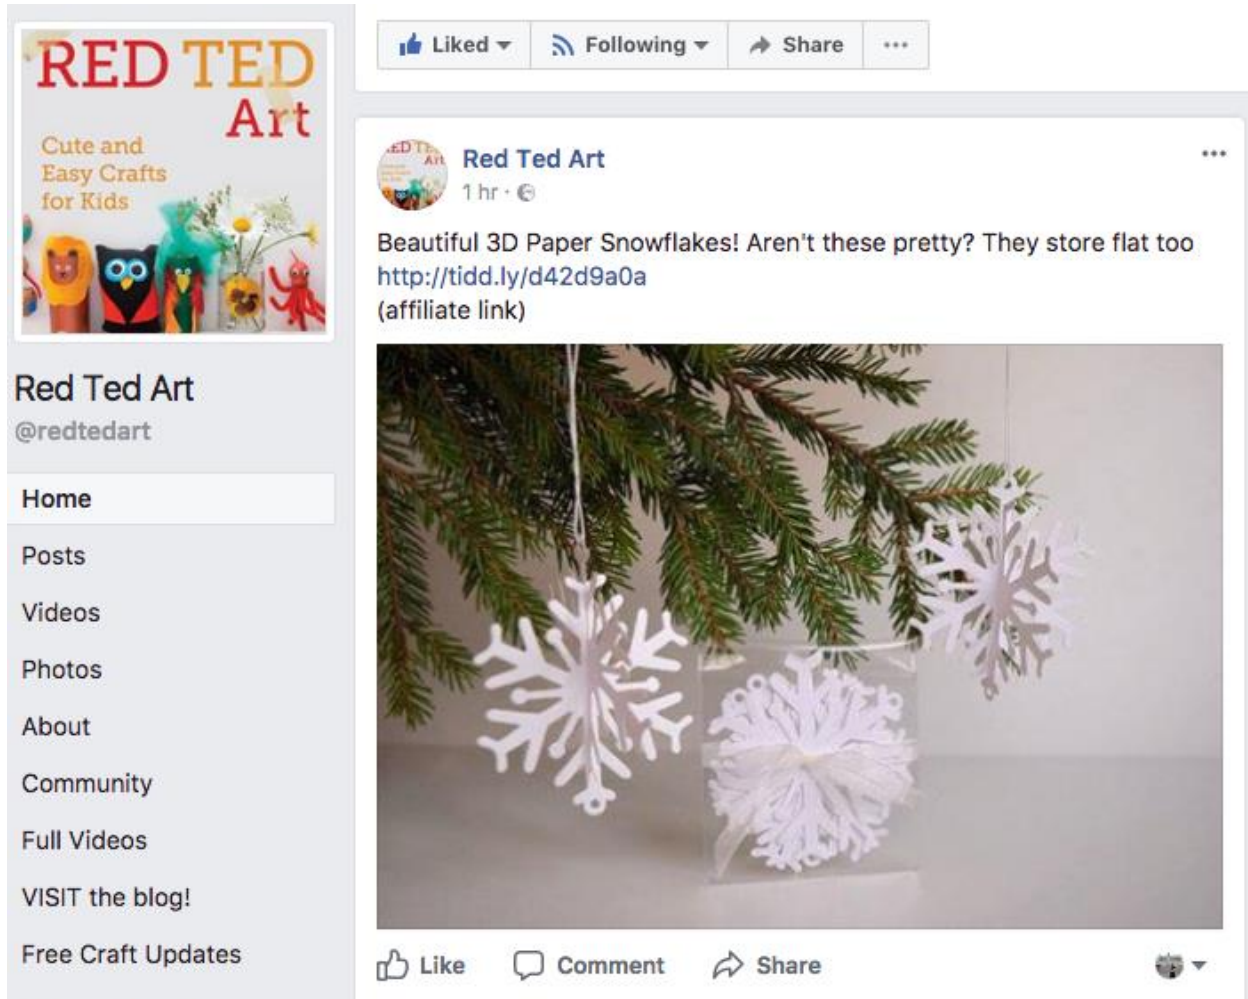 RED TED
Art
Cute and
Easy Crafts
for Kids
Red Ted Art
@redtedart
Home
Posts
Videos
Photos
About
Community
Full Videos
VISIT the blog!
Free Craft Updates
Liked
Following
Share
Red Ted Art
1 hr
Beautiful 3D Paper Snowflakes! Aren't these pretty? They store flat too
http://tidd.ly/d42d9a0a
(affiliate link)
Like
Comment
Share